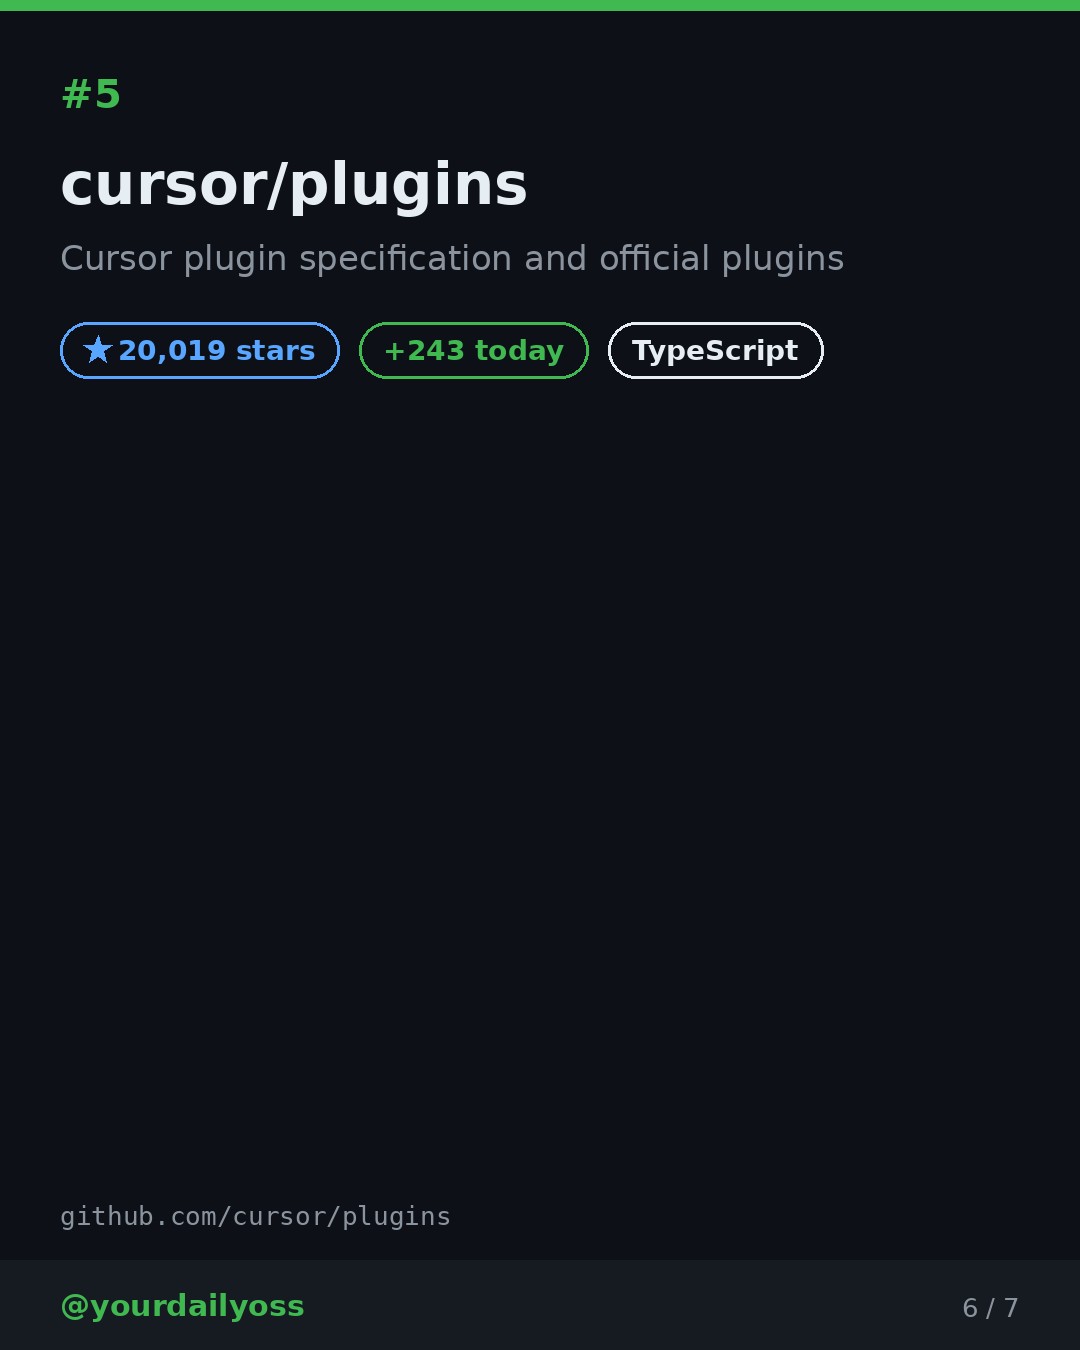 #5
cursor/plugins
Cursor plugin specification and official plugins
★ 20,019 stars +243 today TypeScript
github.com/cursor/plugins
@yourdailyoss 6 / 7